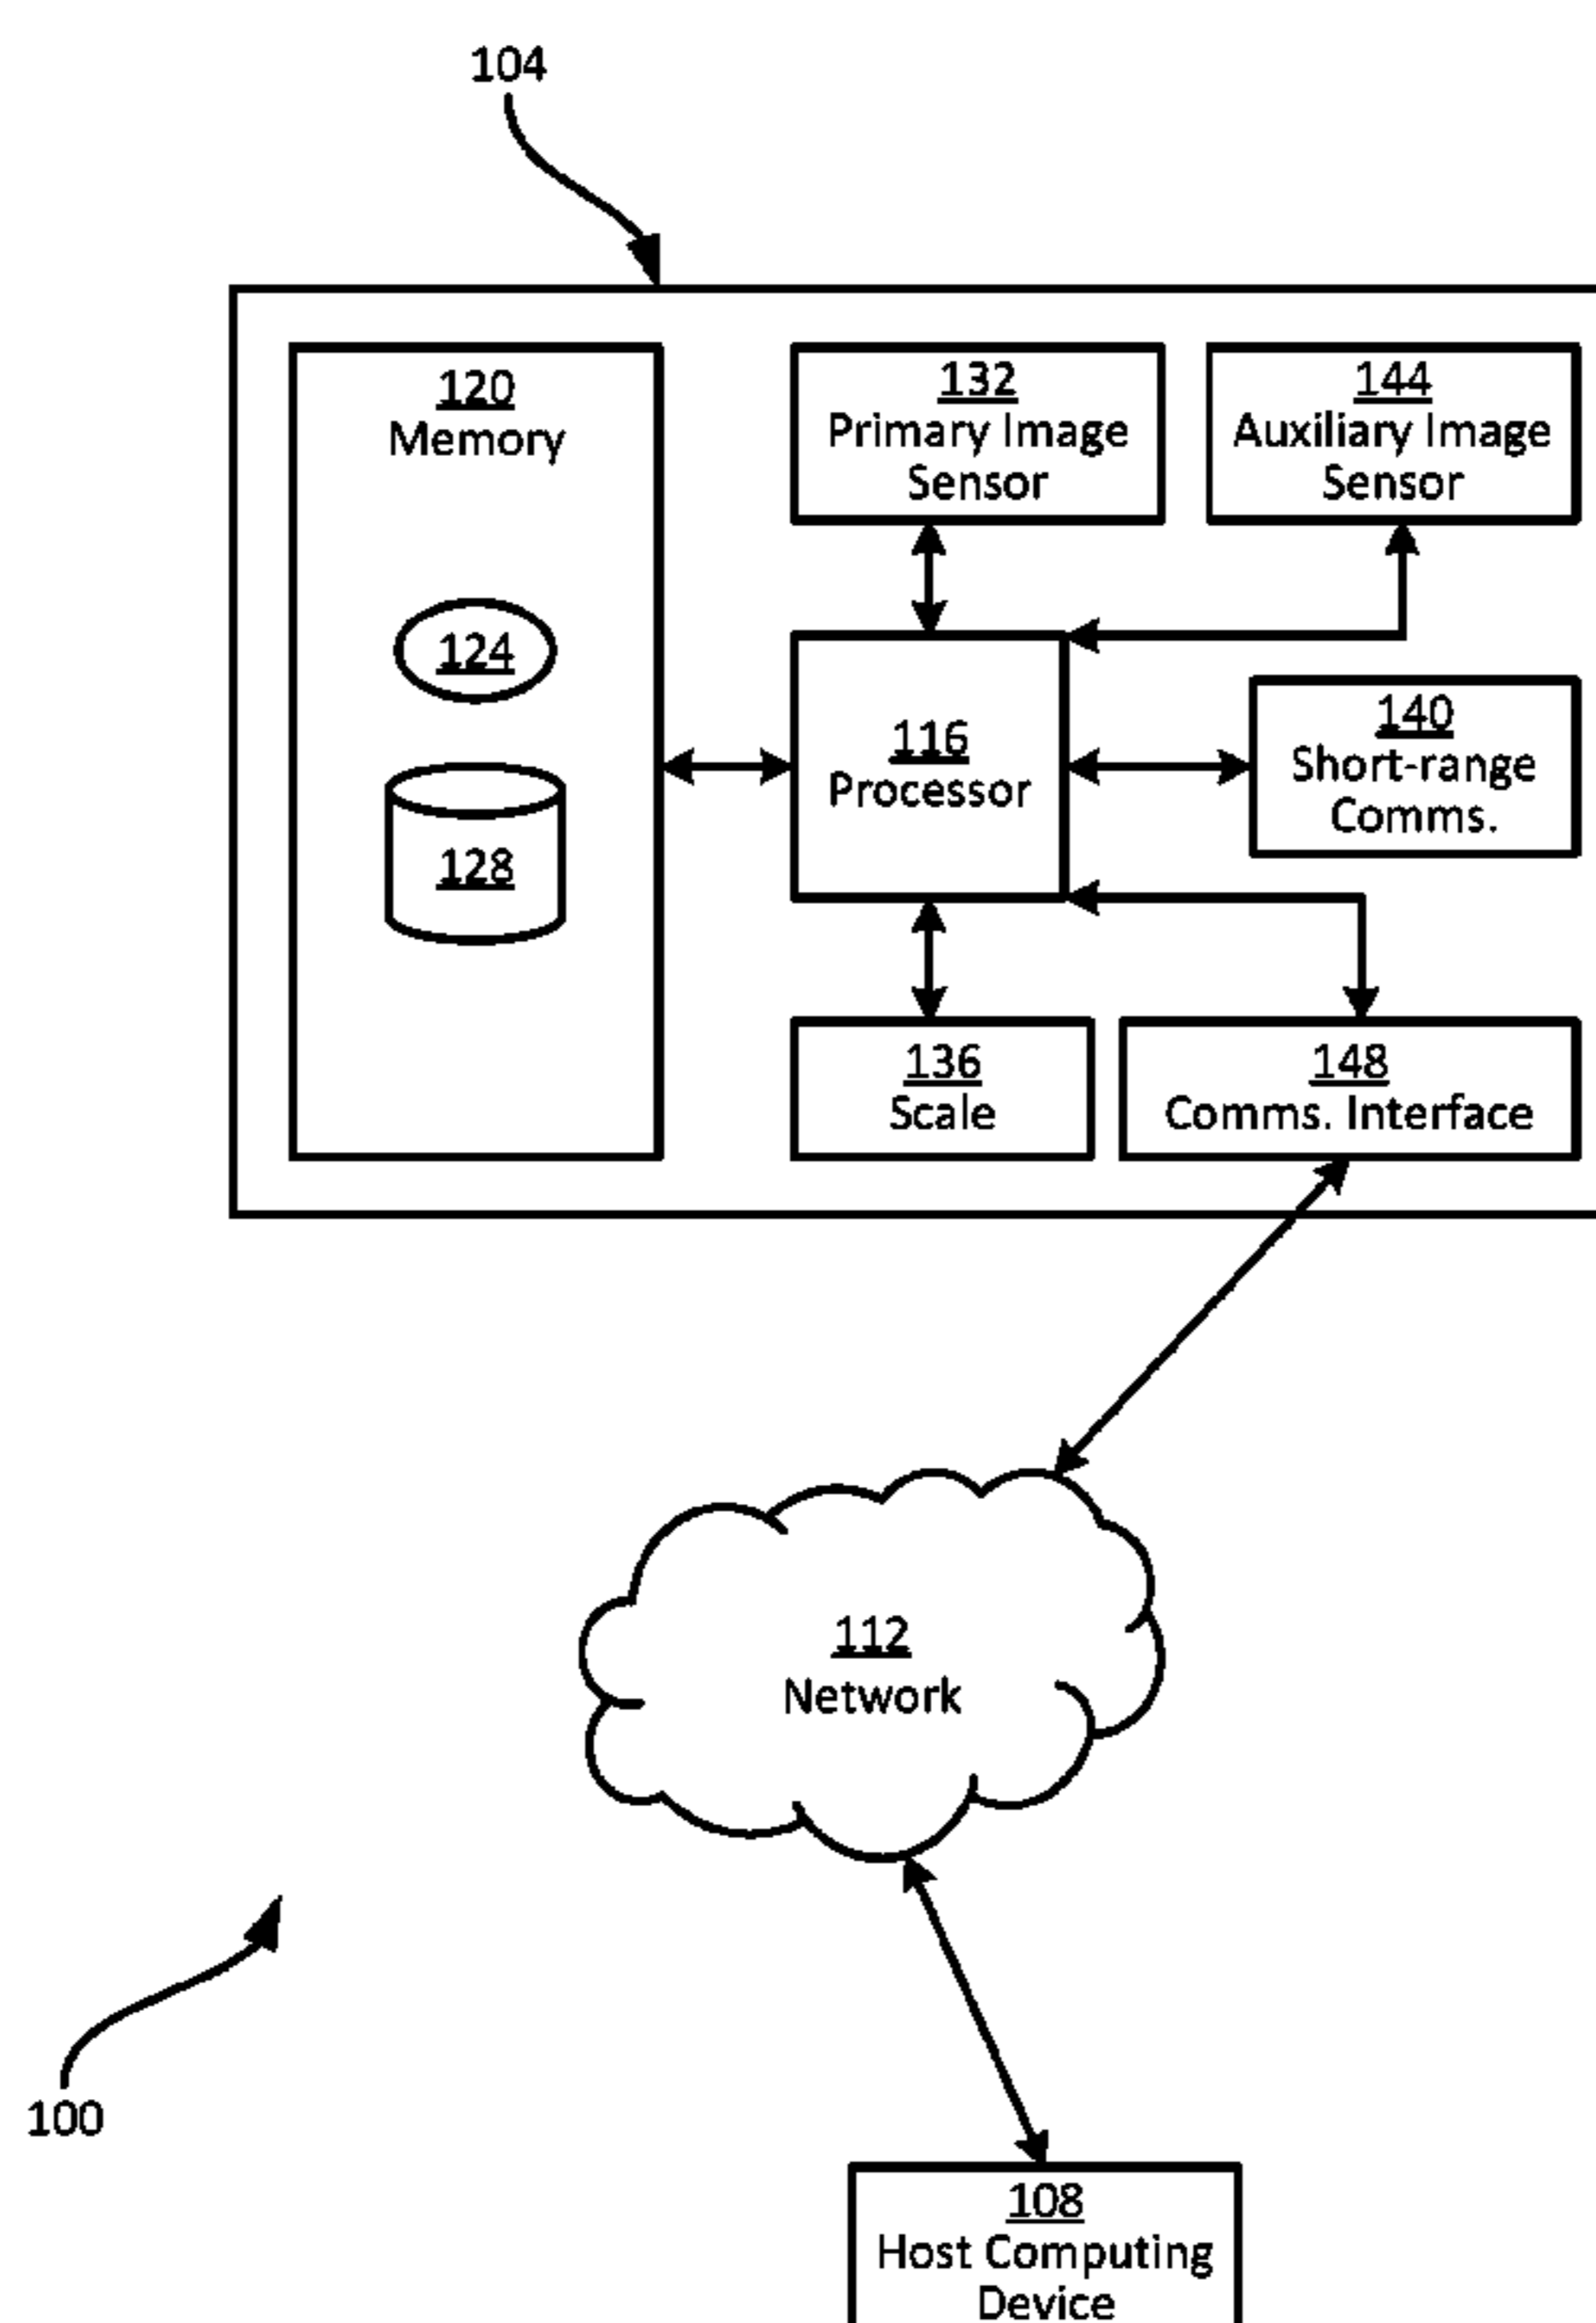 104
120
Memory
132
Primary Image
Sensor
144
Auxiliary Image
Sensor
124
128
116
Processor
140
Short-range
Comms.
136
Scale
148
Comms. Interface
112
Network
100
108
Host Computing
Device